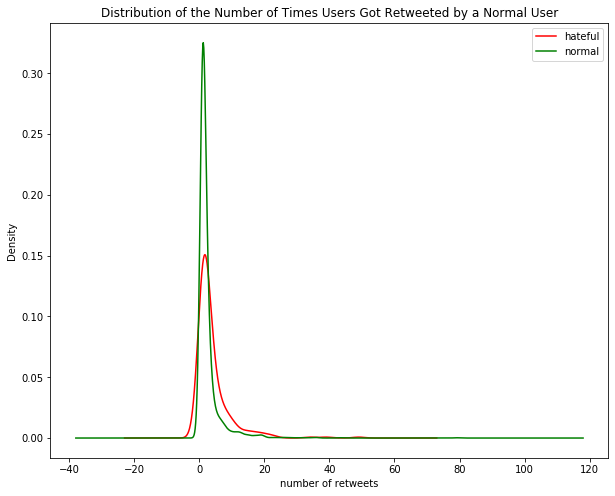 Distribution of the Number of Times Users Got Retweeted by a Normal User
hateful
normal
Density
0.30
0.25
0.20
0.15
0.10
0.05
0.00
−40 −20 0 20 40 60 80 100 120
number of retweets